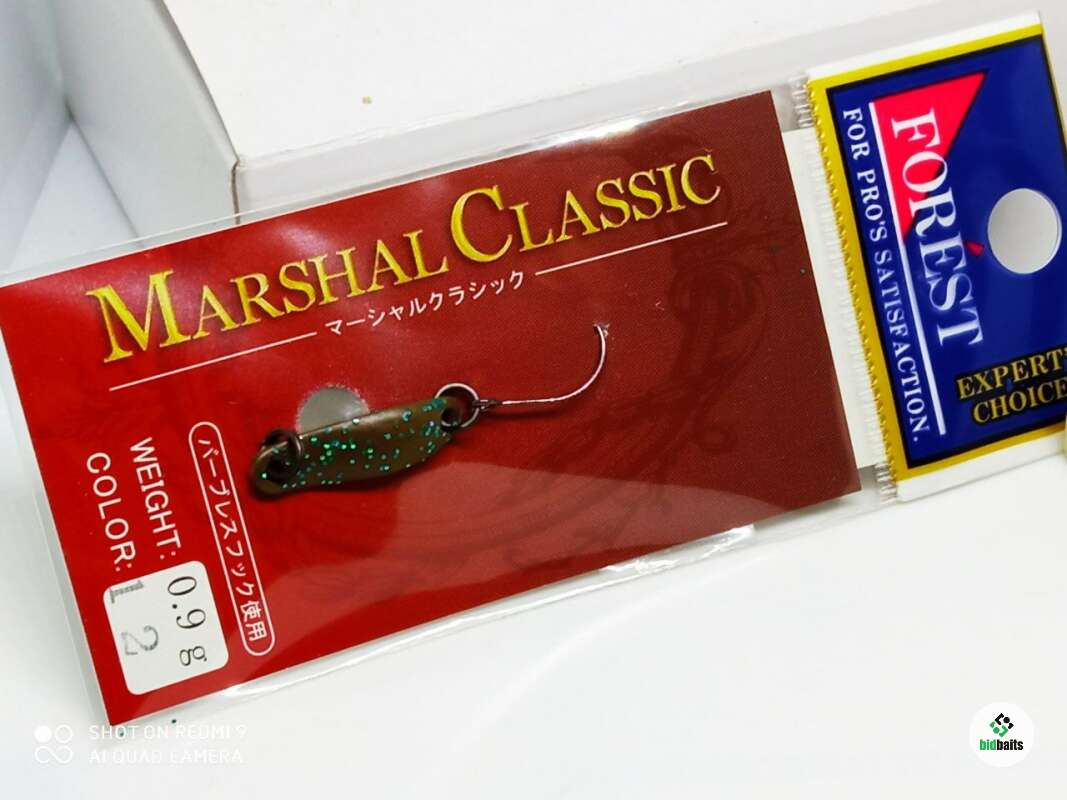 MARSHAL CLASSIC
マーシャルクラシック
バーブレスフック使用
WEIGHT: 0.9g
COLOR: 12
FOREST
FOR PRO'S SATISFACTION.
EXPERT'
CHOICE
SHOT ON REDMI 9
AI QUAD CAMERA
bidbaits